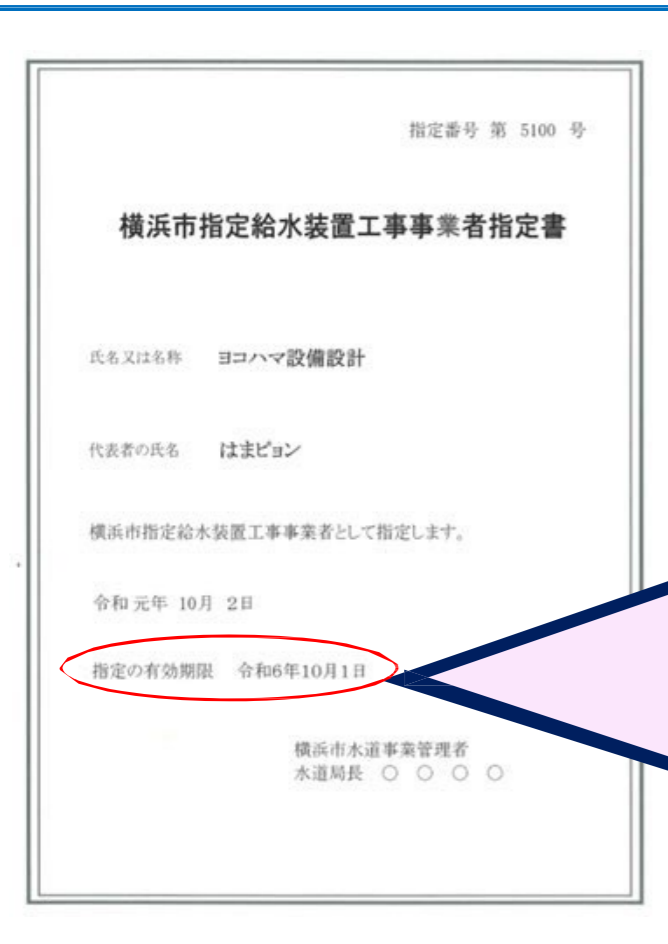 指定番号 第 5100 号
横浜市指定給水装置工事事業者指定書
氏名又は名称 ヨコハマ設備設計
代表者の氏名 はまピョン
横浜市指定給水装置工事事業者として指定します。
令和元年 10月 2日
指定の有効期限 令和6年10月1日
横浜市水道事業管理者
水道局長 ○ ○ ○ ○